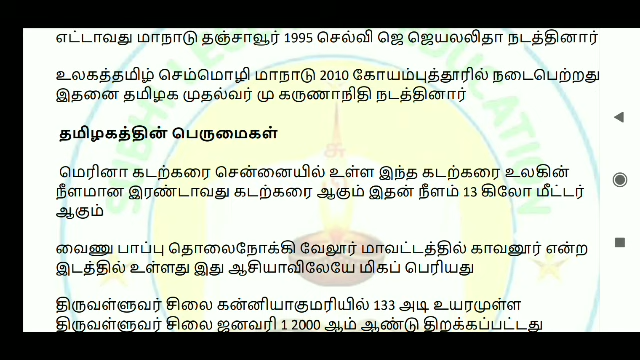 எட்டாவது மாநாடு தஞ்சாவூர் 1995 செல்வி ஜெ ஜெயலலிதா நடத்தினார்
உலகத்தமிழ் செம்மொழி மாநாடு 2010 கோயம்புத்தூரில் நடைபெற்றது
இதனை தமிழக முதல்வர் மு கருணாநிதி நடத்தினார்
தமிழகத்தின் பெருமைகள்
மெரினா கடற்கரை சென்னையில் உள்ள இந்த கடற்கரை உலகின்
நீளமான இரண்டாவது கடற்கரை ஆகும் இதன் நீளம் 13 கிலோ மீட்டர்
ஆகும்
வைணு பாப்பு தொலைநோக்கி வேலூர் மாவட்டத்தில் காவனூர் என்ற
இடத்தில் உள்ளது இது ஆசியாவிலேயே மிகப் பெரியது
திருவள்ளுவர் சிலை கன்னியாகுமரியில் 133 அடி உயரமுள்ள
திருவள்ளுவர் சிலை ஜனவரி 1 2000 ஆம் ஆண்டு திறக்கப்பட்டது